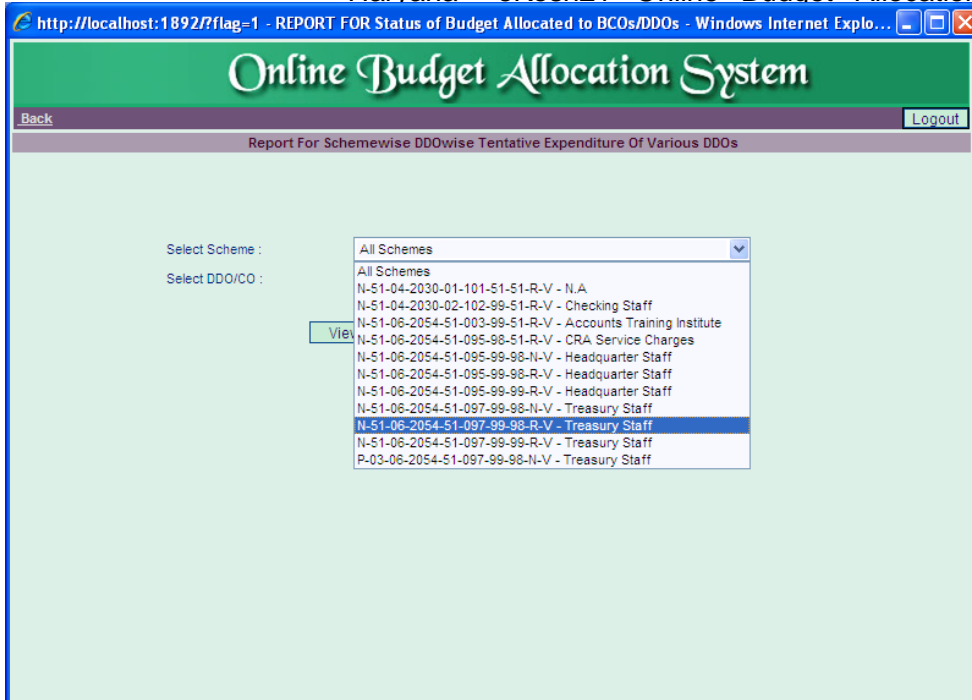 Online Budget Allocation
http://localhost:1892/?flag=1 - REPORT FOR Status of Budget Allocated to BCOs/DDOs - Windows Internet Explo...
Online Budget Allocation System
Back Logout
Report For Schemewise DDOwise Tentative Expenditure Of Various DDOs
Select Scheme : All Schemes
Select DDO/CO :
All Schemes
N-51-04-2030-01-101-51-51-R-V - N.A
N-51-04-2030-02-102-99-51-R-V - Checking Staff
N-51-06-2054-51-003-99-51-R-V - Accounts Training Institute
N-51-06-2054-51-095-98-51-R-V - CRA Service Charges
N-51-06-2054-51-095-99-98-N-V - Headquarter Staff
N-51-06-2054-51-095-99-98-R-V - Headquarter Staff
N-51-06-2054-51-095-99-99-R-V - Headquarter Staff
N-51-06-2054-51-097-99-98-N-V - Treasury Staff
N-51-06-2054-51-097-99-98-R-V - Treasury Staff
N-51-06-2054-51-097-99-99-R-V - Treasury Staff
P-03-06-2054-51-097-99-98-N-V - Treasury Staff